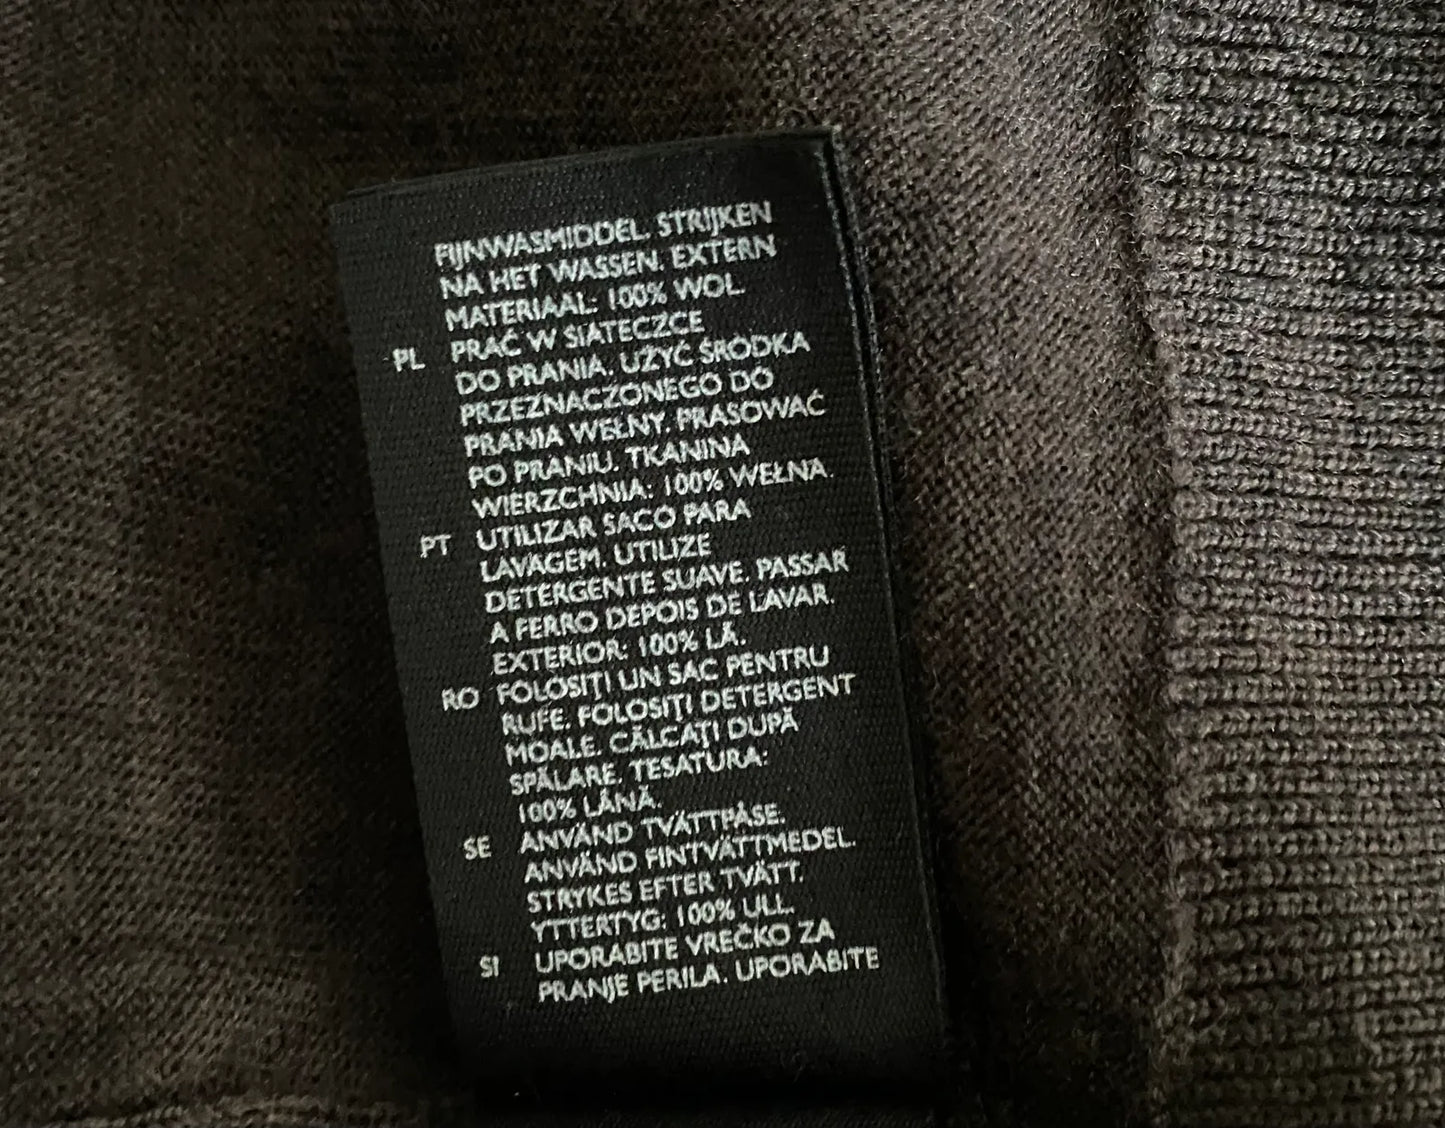 FIJNWASMIDDEL. STRIJKEN
NA HET WASSEN. EXTERN
MATERIAAL: 100% WOL.
PL PRAĆ W SIATECZCE
DO PRANIA. UŻYĆ ŚRODKA
PRZEZNACZONEGO DO
PRANIA WEŁNY. PRASOWAĆ
PO PRANIU. TKANINA
WIERZCHNIA: 100% WEŁNA.
PT UTILIZAR SACO PARA
LAVAGEM. UTILIZE
DETERGENTE SUAVE. PASSAR
A FERRO DEPOIS DE LAVAR.
EXTERIOR: 100% LÃ.
RO FOLOSIȚI UN SAC PENTRU
RUFE. FOLOSIȚI DETERGENT
MOALE. CĂLCAȚI DUPĂ
SPĂLARE. TESATURA:
100% LÂNĂ.
SE ANVÄND TVÄTTPÅSE.
ANVÄND FINTVÄTTMEDEL.
STRYKES EFTER TVÄTT.
YTTERTYG: 100% ULL.
SI UPORABITE VREČKO ZA
PRANJE PERILA. UPORABITE